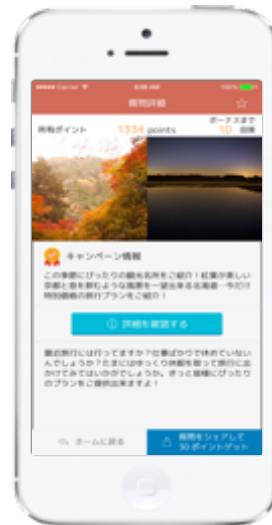 Carrier 8:08 AM 100%
質問詳細
所有ポイント 1334 points ボーナスまで 10 回答
キャンペーン情報
この季節にぴったりの観光名所をご紹介！紅葉が美しい
京都と息を飲むような風景を一望出来る北海道…今だけ
特別価格の旅行プランをご紹介！
詳細を確認する
最近旅行には行ってますか？仕事ばかりで休めていない
んでしょうか？たまにはゆっくり休暇を取って旅行に出
かけてみてはいかがでしょうか。きっと皆様にぴったり
のプランをご提供出来ますよ！
ホームに戻る
質問をシェアして
50ポイントゲット